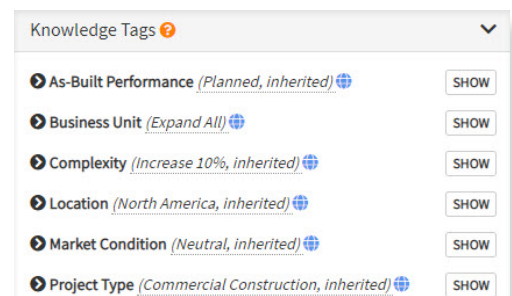 Knowledge Tags ?
As-Built Performance (Planned, inherited) SHOW
Business Unit (Expand All) SHOW
Complexity (Increase 10%, inherited) SHOW
Location (North America, inherited) SHOW
Market Condition (Neutral, inherited) SHOW
Project Type (Commercial Construction, inherited) SHOW